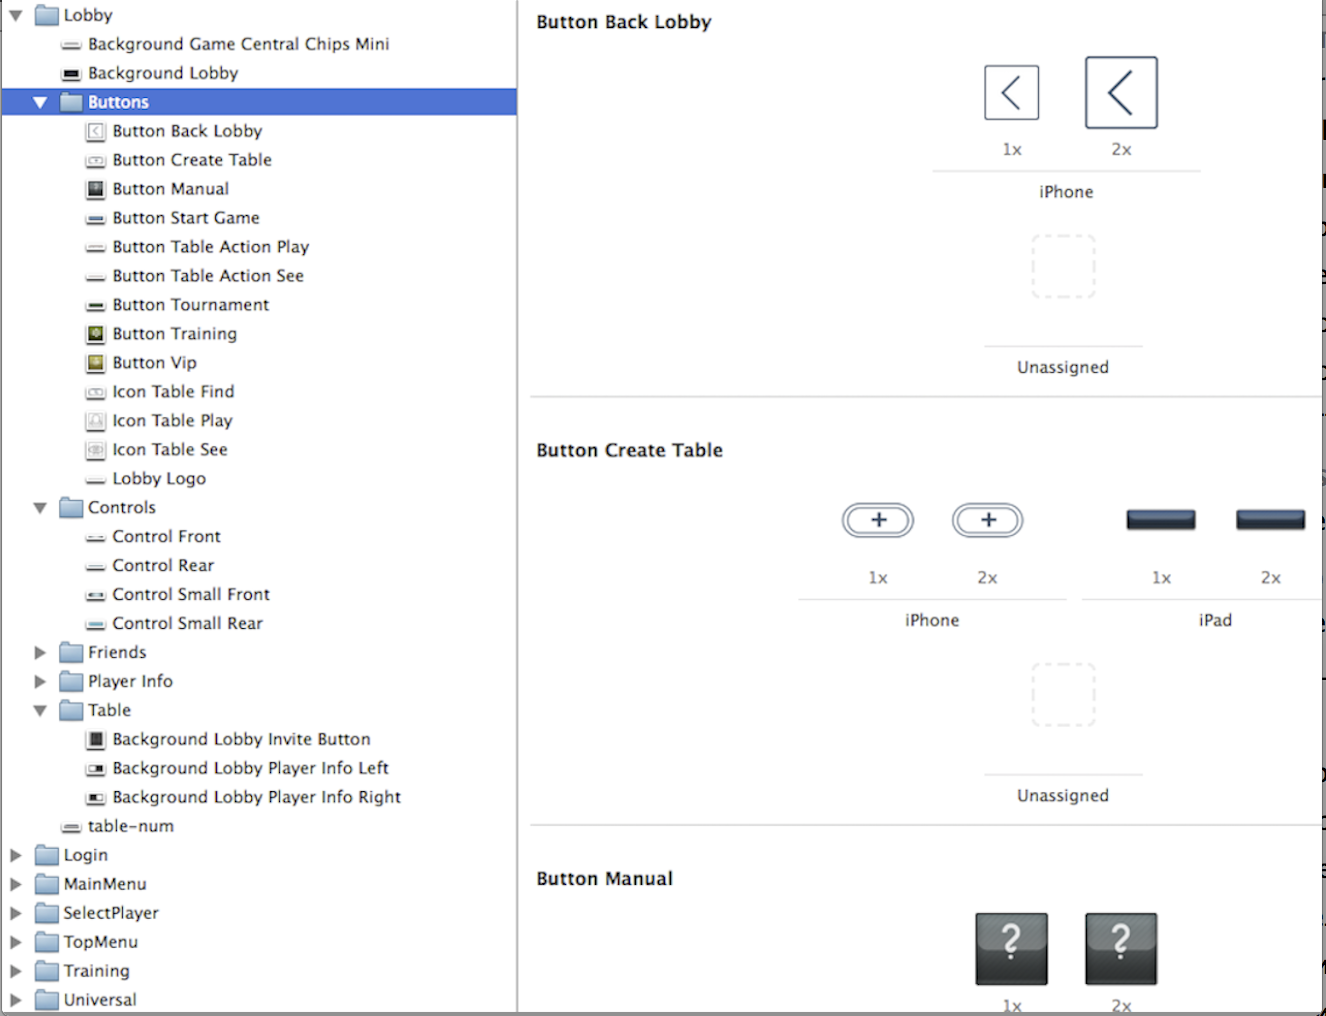 Lobby
Background Game Central Chips Mini
Background Lobby
Buttons
Button Back Lobby
Button Create Table
Button Manual
Button Start Game
Button Table Action Play
Button Table Action See
Button Tournament
Button Training
Button Vip
Icon Table Find
Icon Table Play
Icon Table See
Lobby Logo
Controls
Control Front
Control Rear
Control Small Front
Control Small Rear
Friends
Player Info
Table
Background Lobby Invite Button
Background Lobby Player Info Left
Background Lobby Player Info Right
table-num
Login
MainMenu
SelectPlayer
TopMenu
Training
Universal
Button Back Lobby
1x 2x
iPhone
Unassigned
Button Create Table
1x 2x 1x 2x
iPhone iPad
Unassigned
Button Manual
? ?
1x 2x